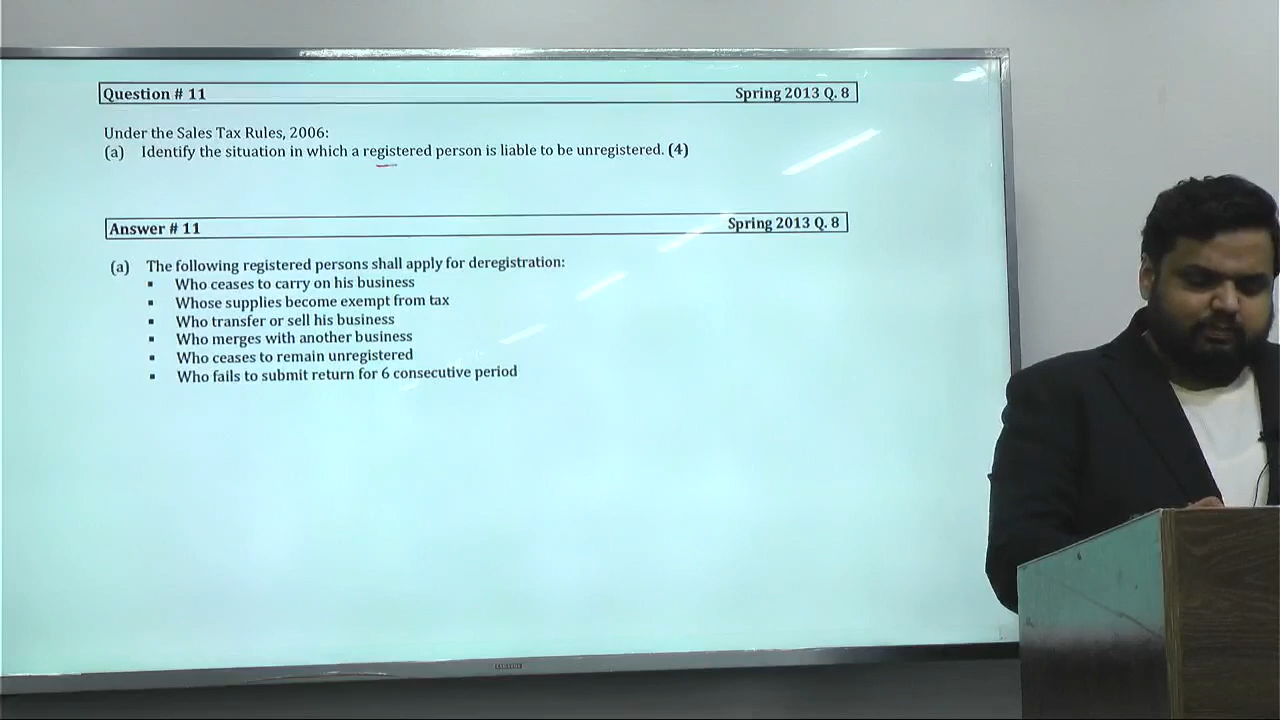 Question # 11 Spring 2013 Q. 8
Under the Sales Tax Rules, 2006:
(a) Identify the situation in which a registered person is liable to be unregistered. (4)
Answer # 11 Spring 2013 Q. 8
(a) The following registered persons shall apply for deregistration:
▪ Who ceases to carry on his business
▪ Whose supplies become exempt from tax
▪ Who transfer or sell his business
▪ Who merges with another business
▪ Who ceases to remain unregistered
▪ Who fails to submit return for 6 consecutive period